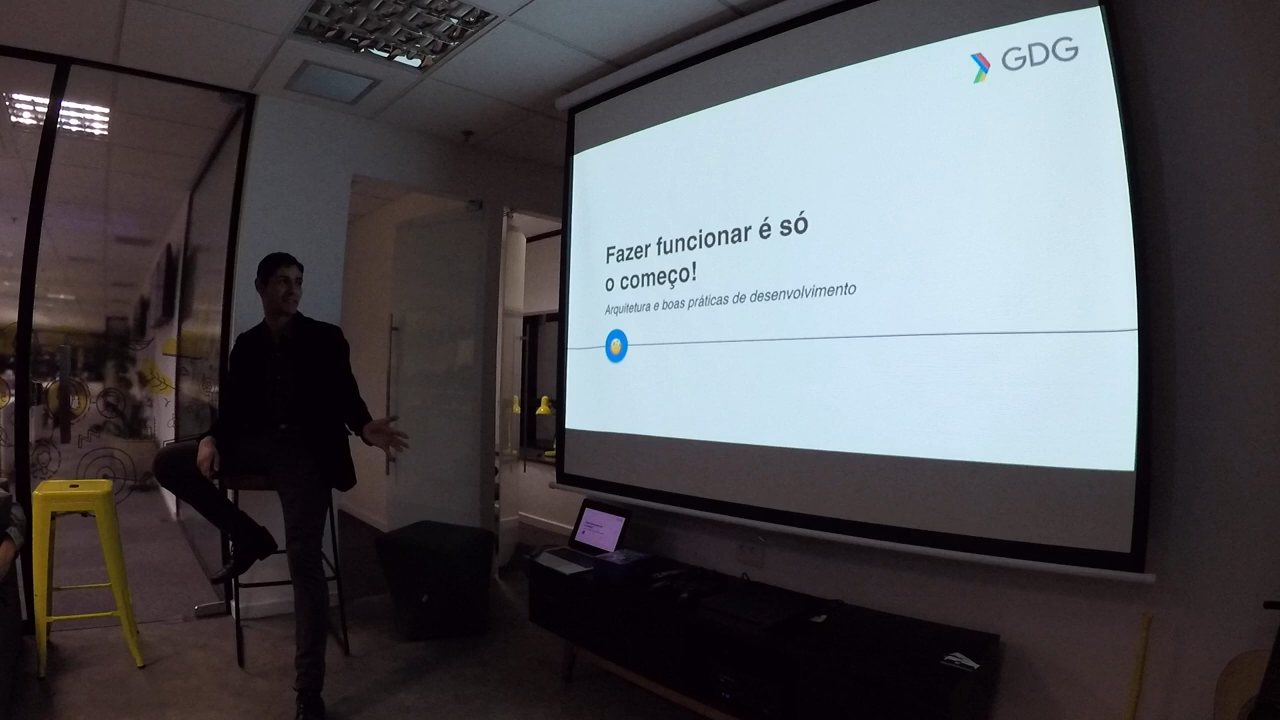 GDG
Fazer funcionar é só
o começo!
Arquitetura e boas práticas de desenvolvimento